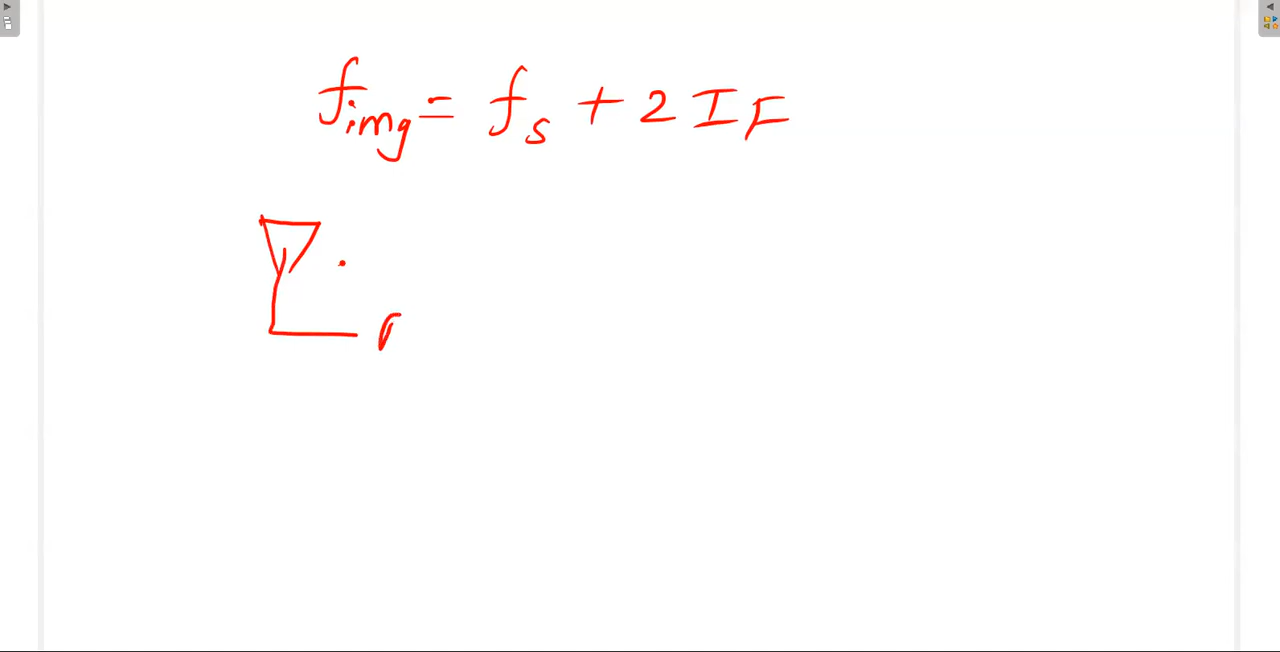 f_img = f_s + 2 IF